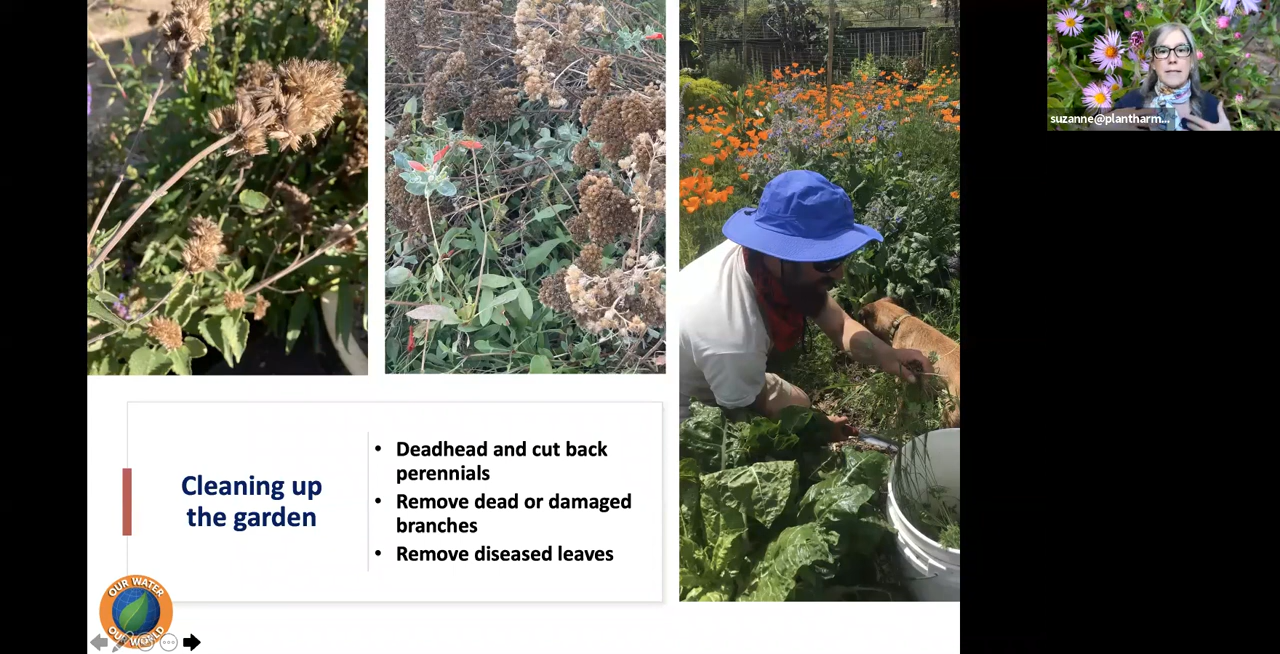 suzanne@plantharm...
Cleaning up
the garden
• Deadhead and cut back
perennials
• Remove dead or damaged
branches
• Remove diseased leaves
OUR WATER
OUR WORLD